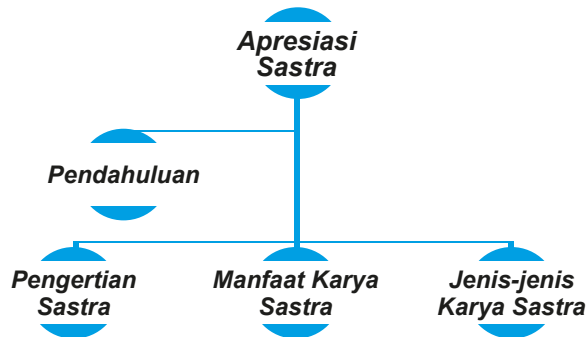 Apresiasi
Sastra
Pendahuluan
Pengertian
Sastra
Manfaat Karya
Sastra
Jenis-jenis
Karya Sastra